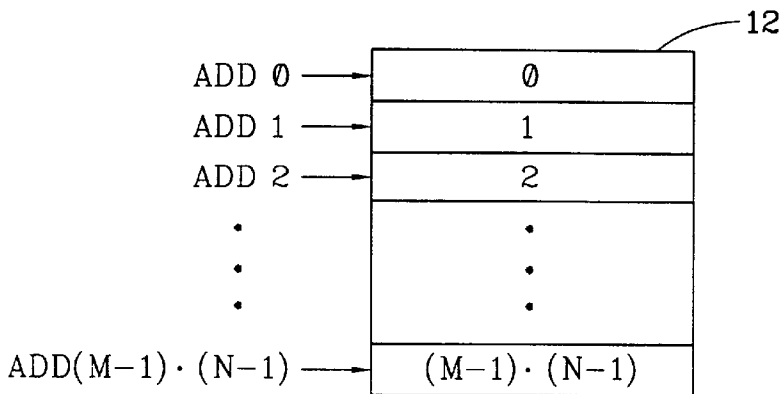 12
ADD 0 0
ADD 1 1
ADD 2 2
ADD(M-1)·(N-1) (M-1)·(N-1)